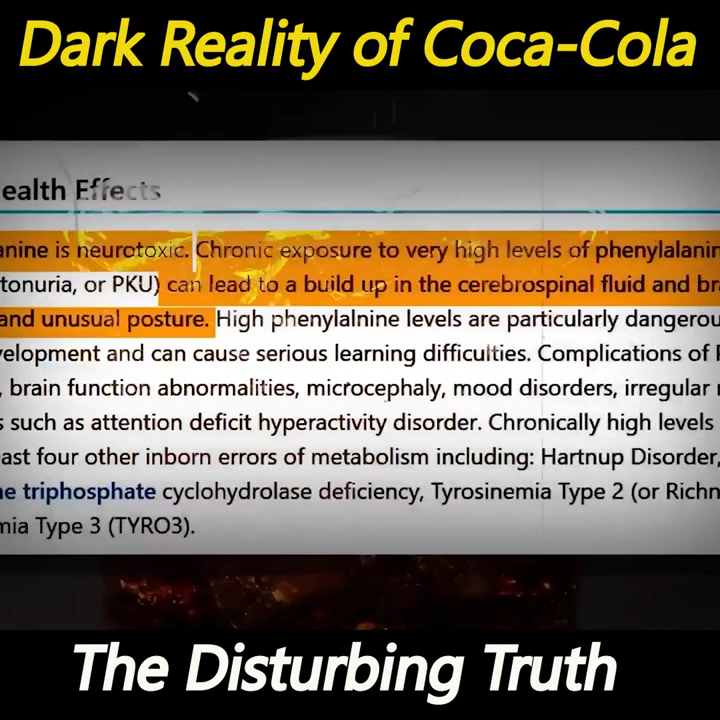 Dark Reality of Coca-Cola
ealth Effects
anine is neurotoxic. Chronic exposure to very high levels of phenylalanin
tonuria, or PKU) can lead to a build up in the cerebrospinal fluid and bra
and unusual posture. High phenylalnine levels are particularly dangerou
velopment and can cause serious learning difficulties. Complications of P
, brain function abnormalities, microcephaly, mood disorders, irregular
s such as attention deficit hyperactivity disorder. Chronically high levels
ast four other inborn errors of metabolism including: Hartnup Disorder,
ne triphosphate cyclohydrolase deficiency, Tyrosinemia Type 2 (or Richn
mia Type 3 (TYRO3).
The Disturbing Truth